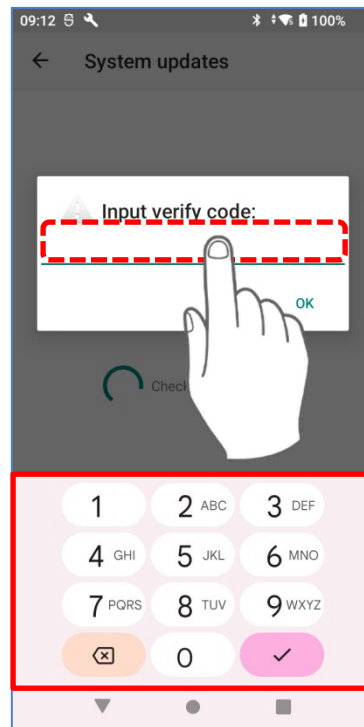 09:12 100%
System updates
Input verify code:
OK
Check
1 2 ABC 3 DEF
4 GHI 5 JKL 6 MNO
7 PQRS 8 TUV 9 WXYZ
0